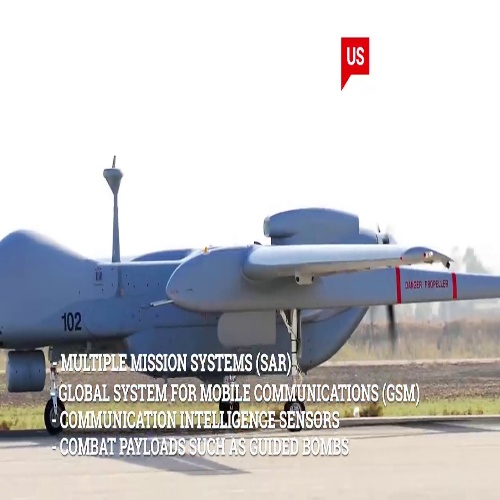 US
DANGER PROPELLER
102
- MULTIPLE MISSION SYSTEMS (SAR)
GLOBAL SYSTEM FOR MOBILE COMMUNICATIONS (GSM)
- COMMUNICATION INTELLIGENCE SENSORS
- COMBAT PAYLOADS SUCH AS GUIDED BOMBS